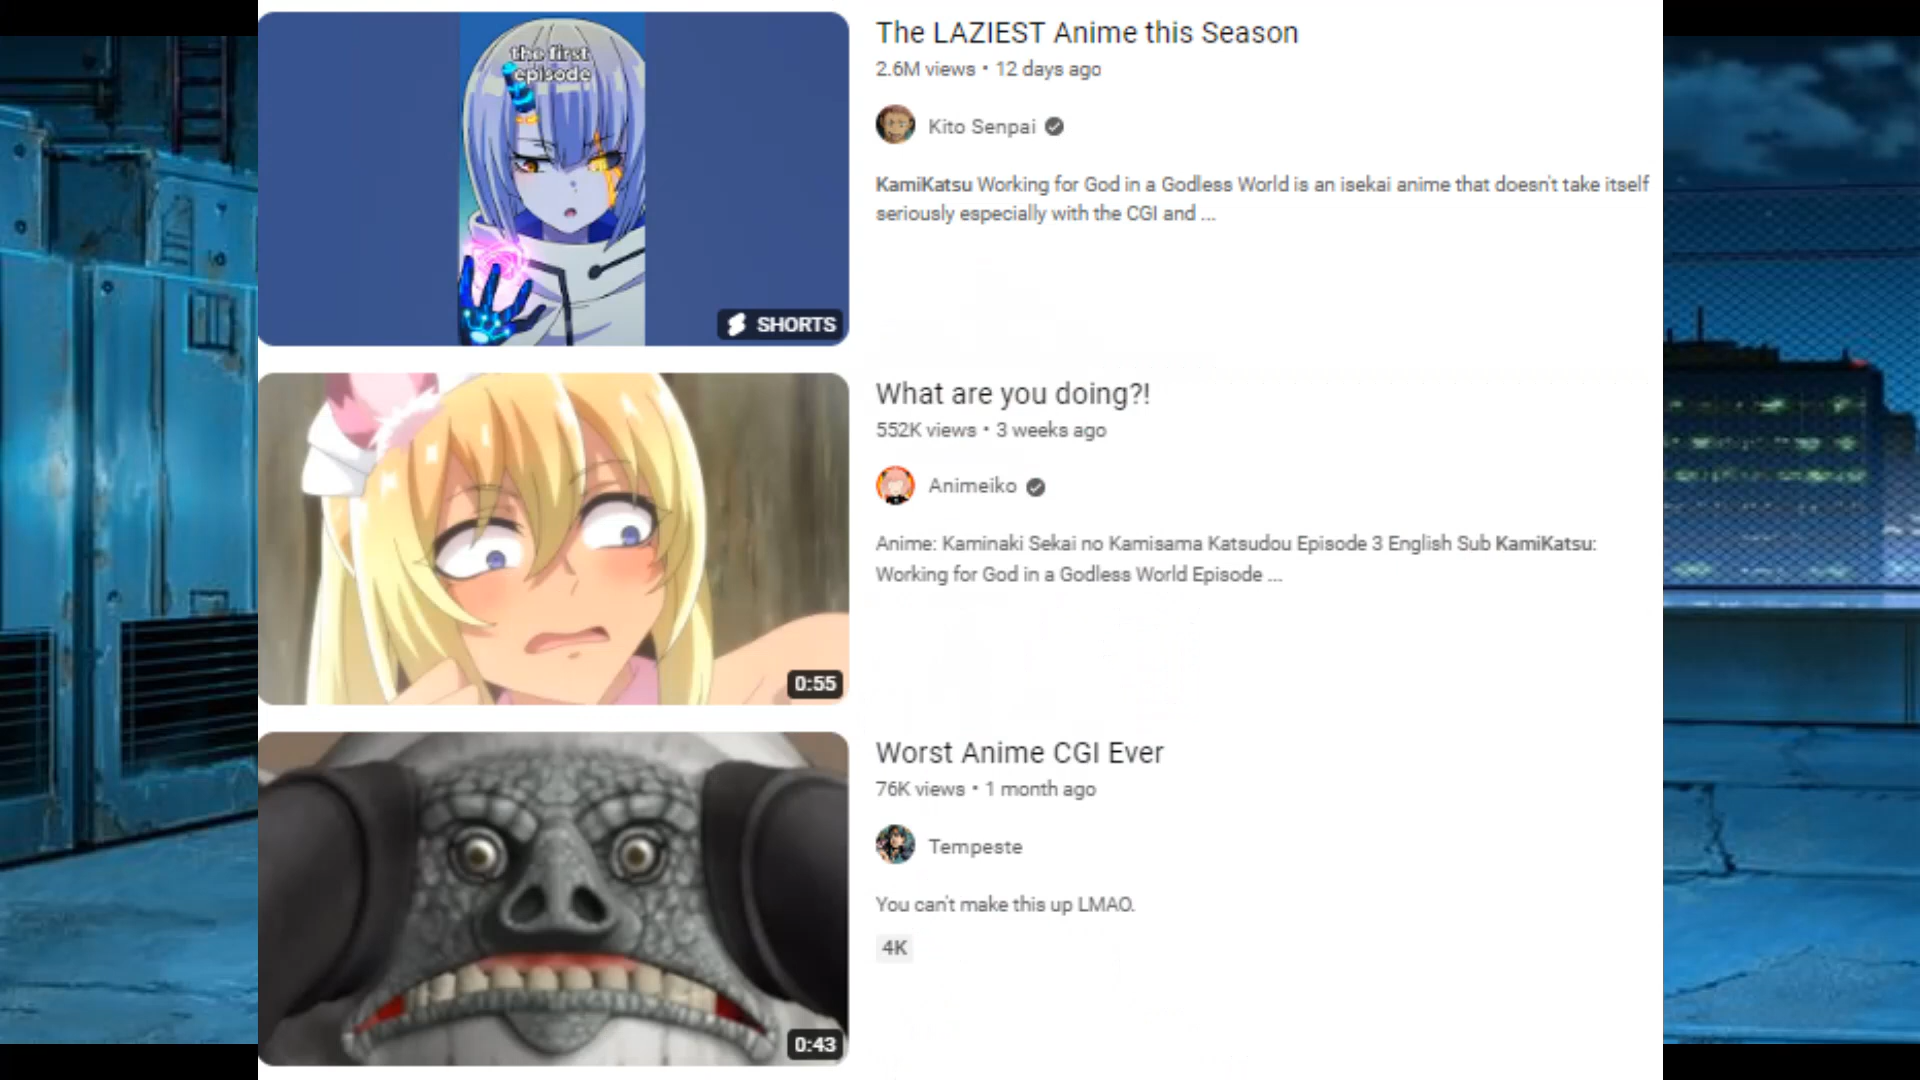 the first
episode
SHORTS
The LAZIEST Anime this Season
2.6M views • 12 days ago
Kito Senpai
KamiKatsu Working for God in a Godless World is an isekai anime that doesn't take itself
seriously especially with the CGI and ...
0:55
What are you doing?!
552K views • 3 weeks ago
Animeiko
Anime: Kaminaki Sekai no Kamisama Katsudou Episode 3 English Sub KamiKatsu:
Working for God in a Godless World Episode ...
0:43
Worst Anime CGI Ever
76K views • 1 month ago
Tempeste
You can't make this up LMAO.
4K